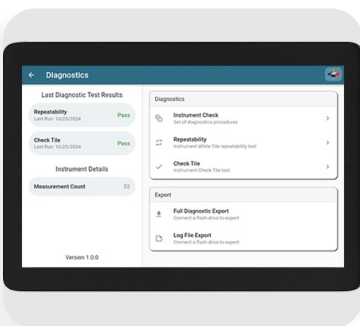 Diagnostics
Last Diagnostic Test Results
Repeatability
Last Run: 10/25/2024
Pass
Check Tile
Last Run: 10/25/2024
Pass
Instrument Details
Measurement Count
52
Version 1.0.0
Diagnostics
Instrument Check
Set of diagnostics procedures
Repeatability
Instrument White Tile repeatability test
Check Tile
Instrument Check Tile test
Export
Full Diagnostic Export
Connect a flash drive to export
Log File Export
Connect a flash drive to export